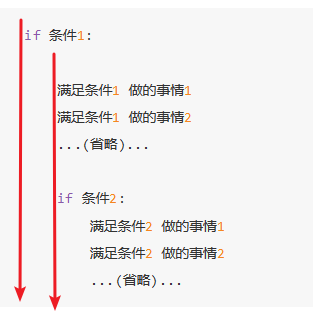 if 条件1:
满足条件1 做的事情1
满足条件1 做的事情2
...(省略)...
if 条件2:
满足条件2 做的事情1
满足条件2 做的事情2
...(省略)...